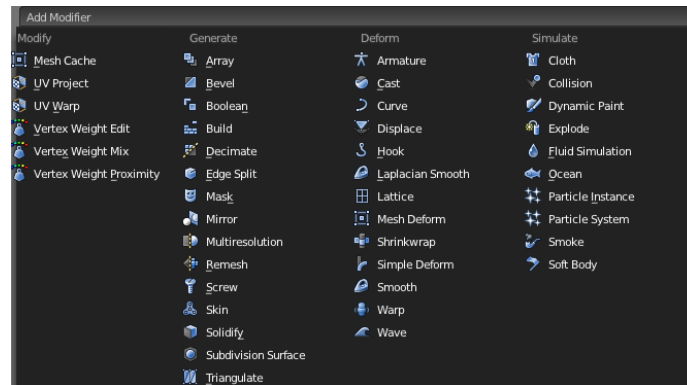 Add Modifier
Modify
Mesh Cache
UV Project
UV Warp
Vertex Weight Edit
Vertex Weight Mix
Vertex Weight Proximity
Generate
Array
Bevel
Boolean
Build
Decimate
Edge Split
Mask
Mirror
Multiresolution
Remesh
Screw
Skin
Solidify
Subdivision Surface
Triangulate
Deform
Armature
Cast
Curve
Displace
Hook
Laplacian Smooth
Lattice
Mesh Deform
Shrinkwrap
Simple Deform
Smooth
Warp
Wave
Simulate
Cloth
Collision
Dynamic Paint
Explode
Fluid Simulation
Ocean
Particle Instance
Particle System
Smoke
Soft Body